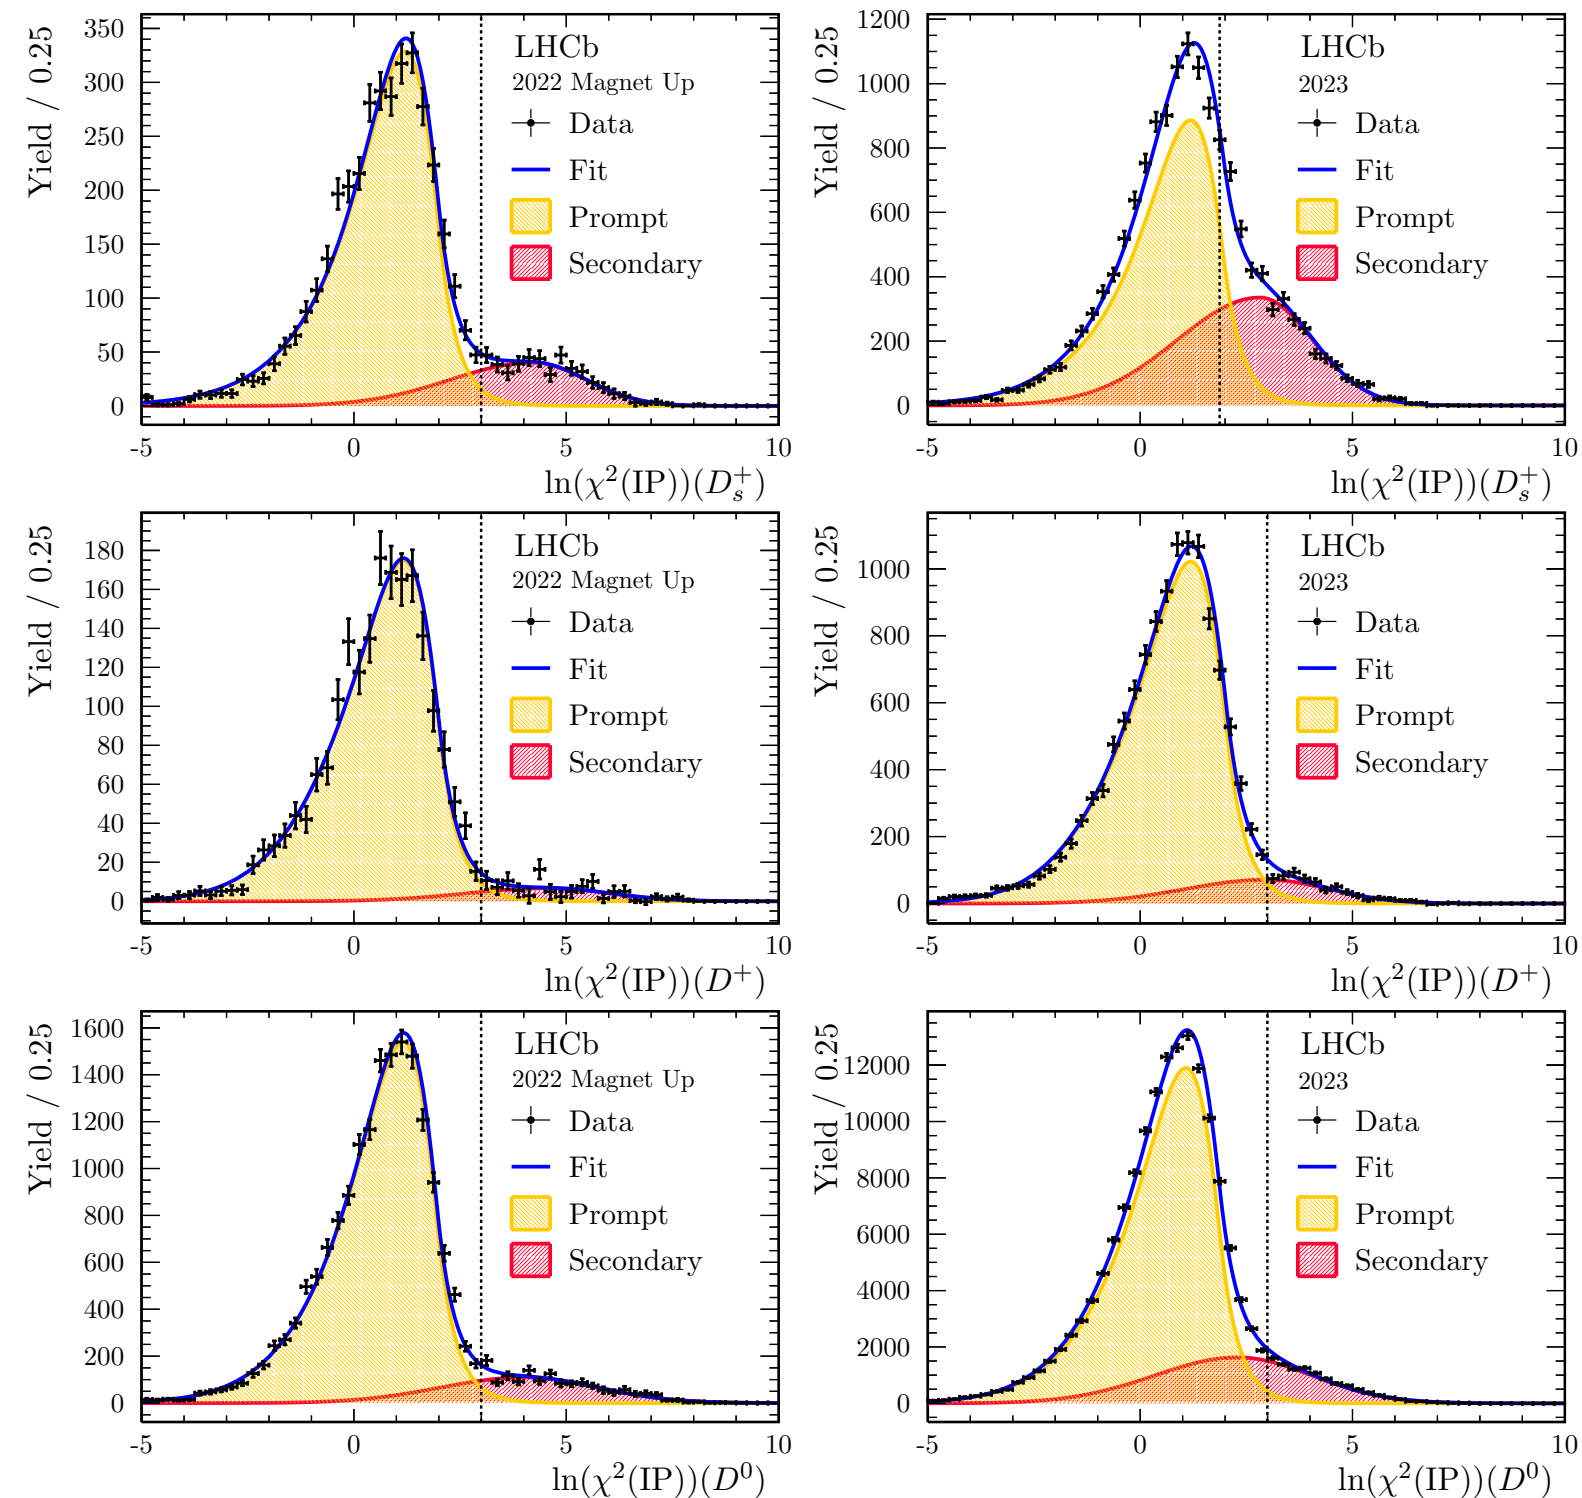 Yield / 0.25
350
300
250
200
150
100
50
0
LHCb
2022 Magnet Up
Data
Fit
Prompt
Secondary
-5 0 5 10
ln(χ²(IP))(D_s^+)
Yield / 0.25
1200
1000
800
600
400
200
0
LHCb
2023
Data
Fit
Prompt
Secondary
-5 0 5 10
ln(χ²(IP))(D_s^+)
Yield / 0.25
180
160
140
120
100
80
60
40
20
0
LHCb
2022 Magnet Up
Data
Fit
Prompt
Secondary
-5 0 5 10
ln(χ²(IP))(D⁺)
Yield / 0.25
1000
800
600
400
200
0
LHCb
2023
Data
Fit
Prompt
Secondary
-5 0 5 10
ln(χ²(IP))(D⁺)
Yield / 0.25
1600
1400
1200
1000
800
600
400
200
0
LHCb
2022 Magnet Up
Data
Fit
Prompt
Secondary
-5 0 5 10
ln(χ²(IP))(D⁰)
Yield / 0.25
12000
10000
8000
6000
4000
2000
0
LHCb
2023
Data
Fit
Prompt
Secondary
-5 0 5 10
ln(χ²(IP))(D⁰)